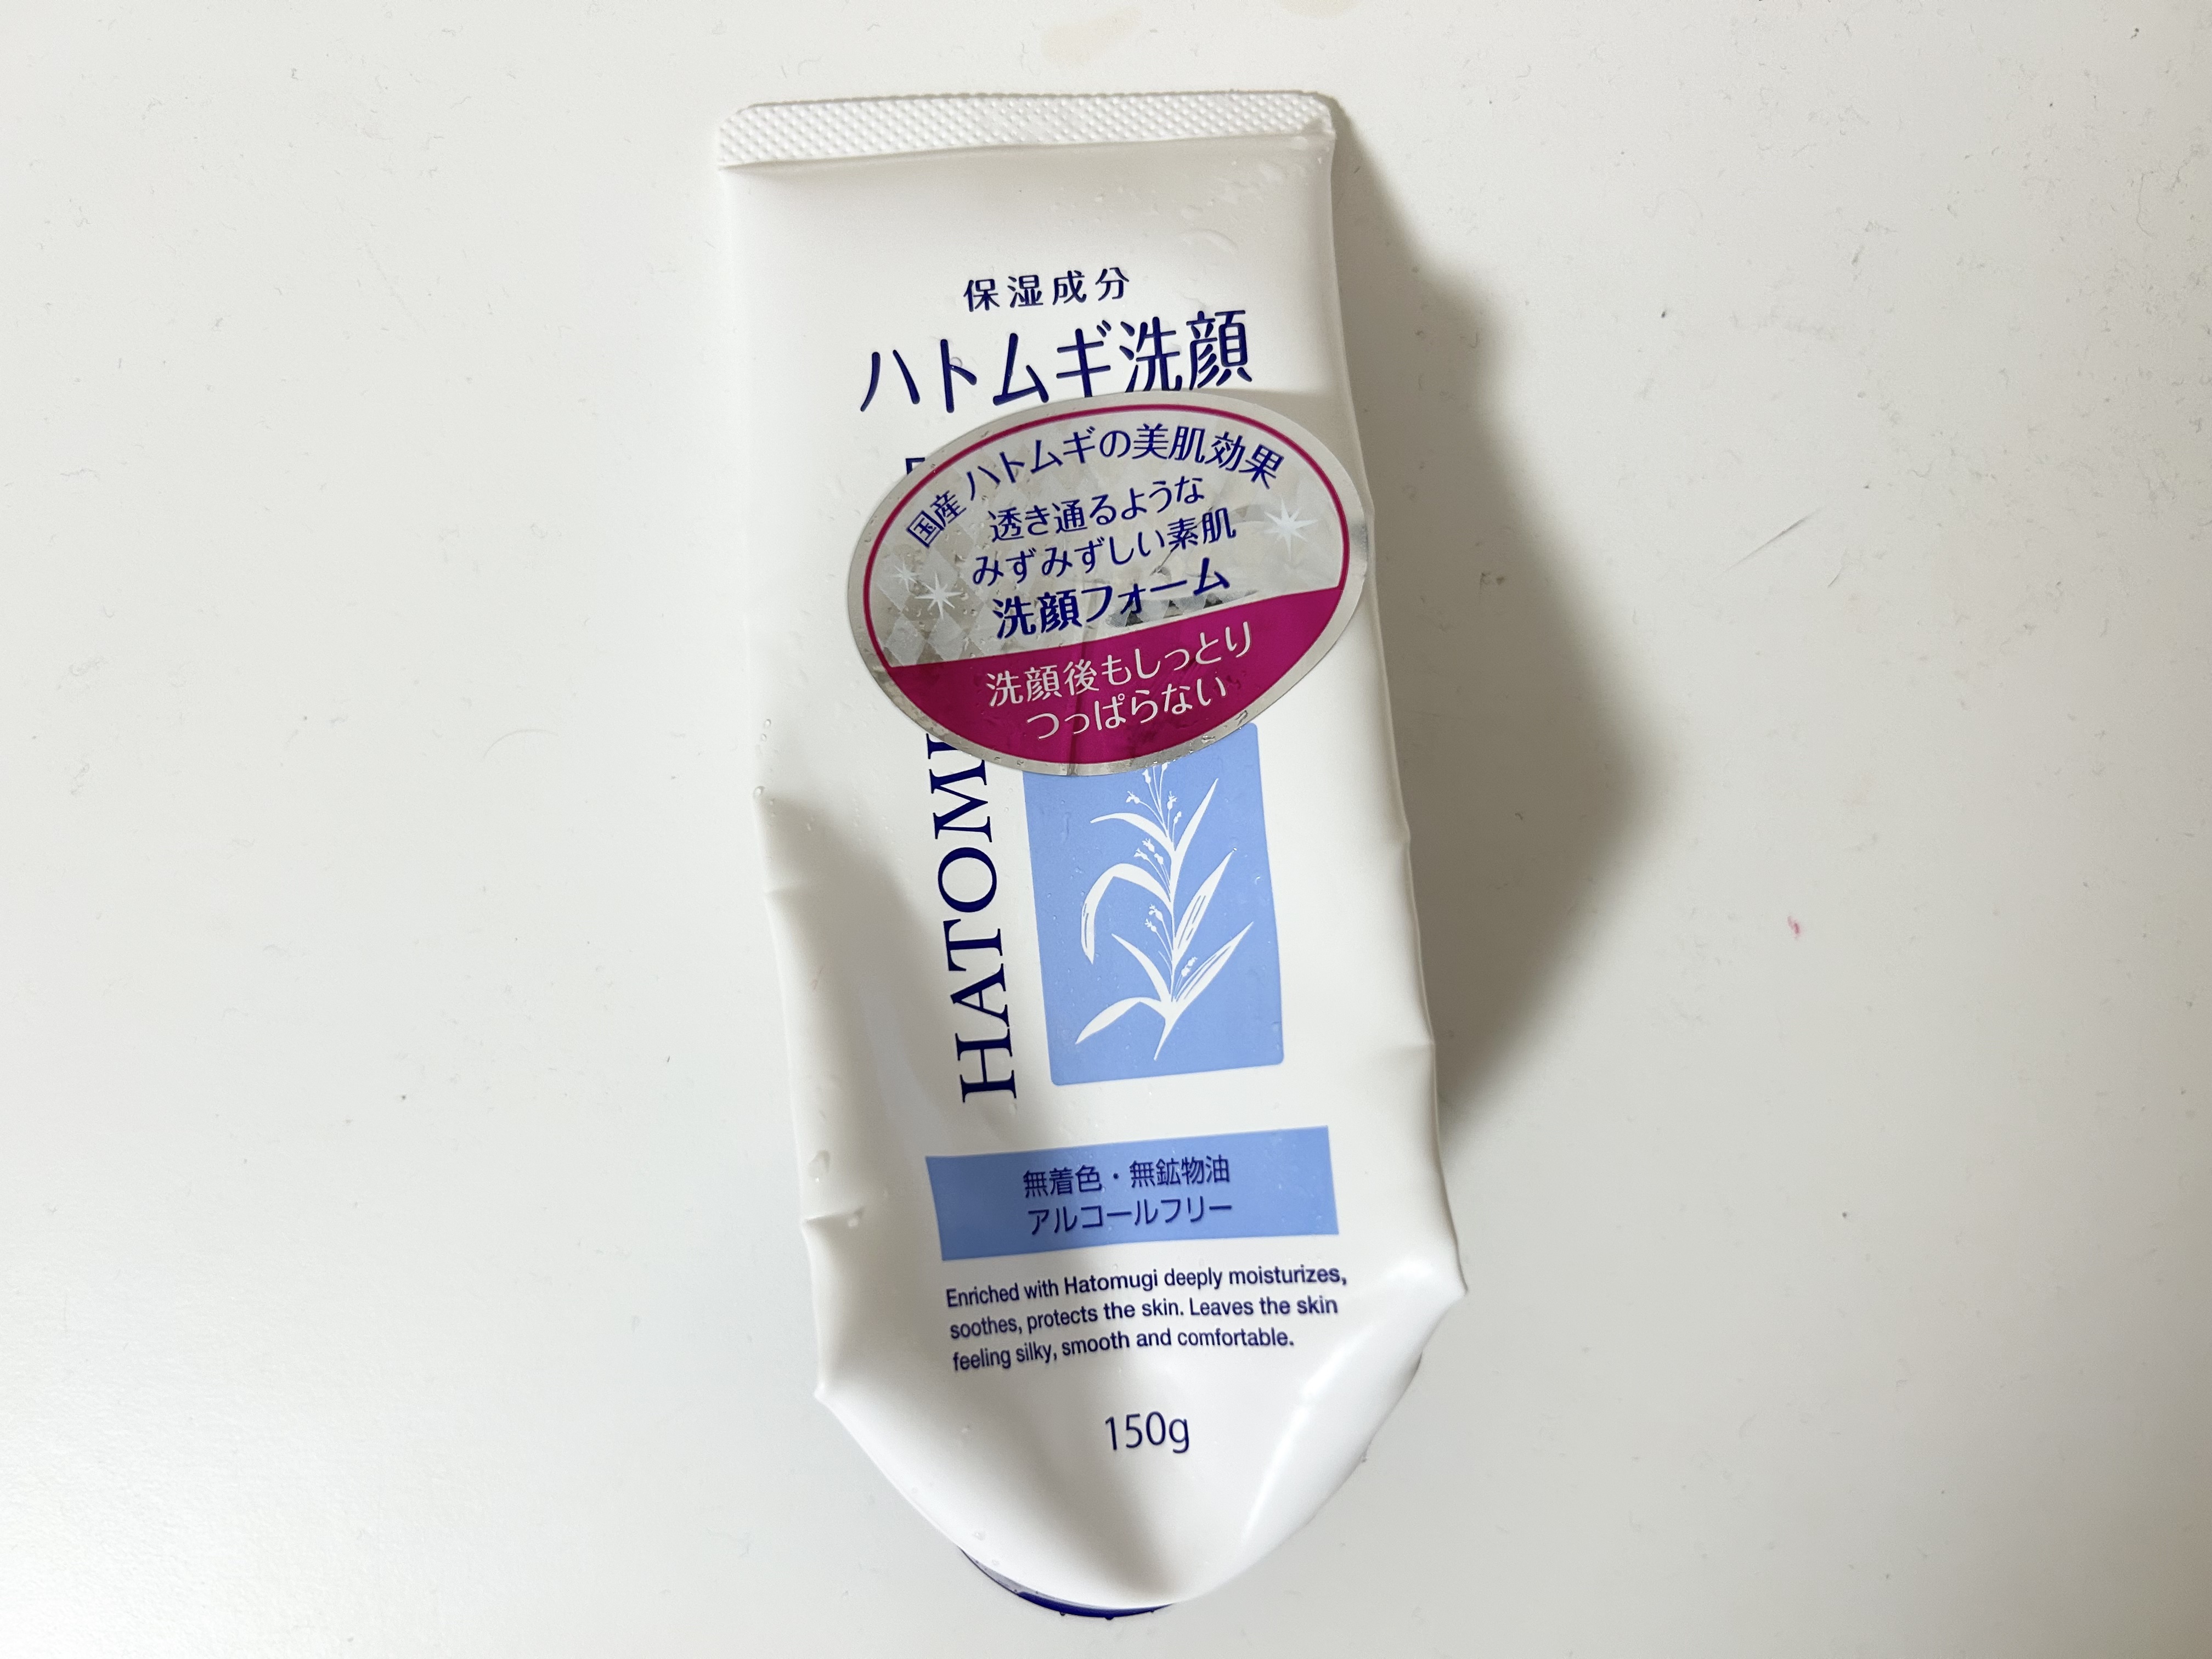 保湿成分
ハトムギ洗顔
国産 ハトムギの美肌効果
透き通るような
みずみずしい素肌
洗顔フォーム
洗顔後もしっとり
つっぱらない
無着色・無鉱物油
アルコールフリー
Enriched with Hatomugi deeply moisturizes,
soothes, protects the skin. Leaves the skin
feeling silky, smooth and comfortable.
150g